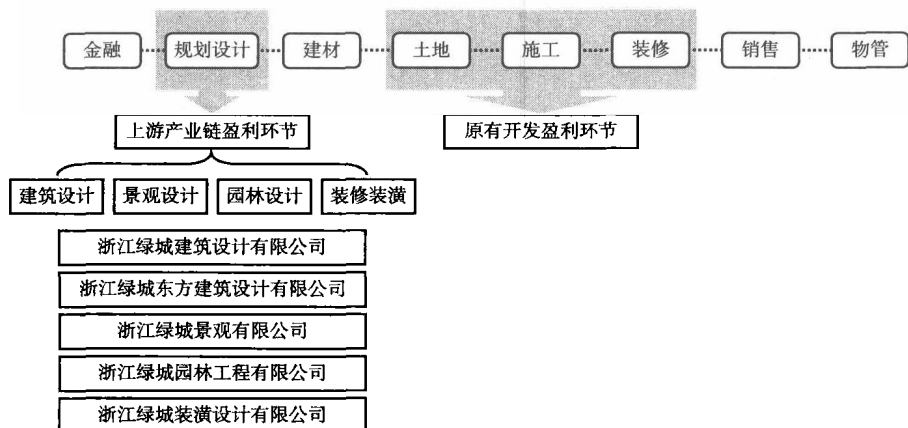 金融 规划设计 建材 土地 施工 装修 销售 物管
上游产业链盈利环节 原有开发盈利环节
建筑设计 景观设计 园林设计 装修装潢
浙江绿城建筑设计有限公司
浙江绿城东方建筑设计有限公司
浙江绿城景观有限公司
浙江绿城园林工程有限公司
浙江绿城装潢设计有限公司